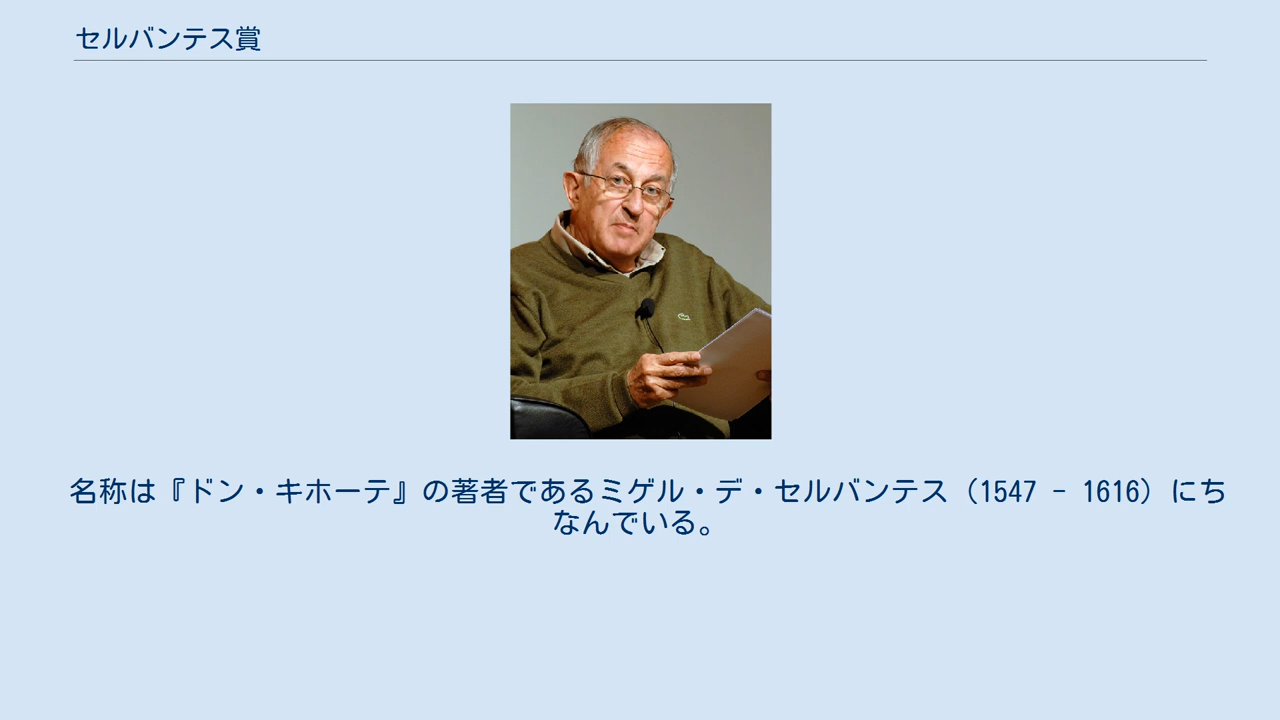 セルバンテス賞
名称は『ドン・キホーテ』の著者であるミゲル・デ・セルバンテス（1547 - 1616）にち
なんでいる。